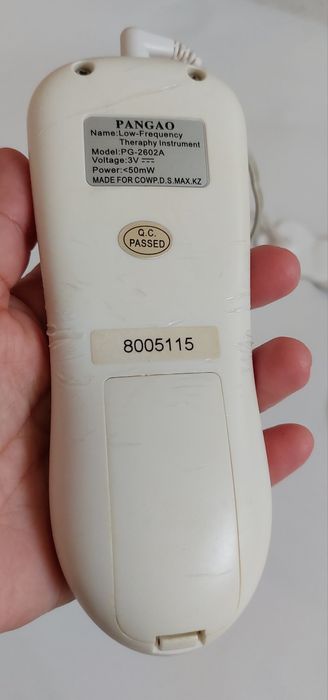 PANGAO
Name:Low-Frequency
Theraphy Instrument
Model:PG-2602A
Voltage:3V ⎓
Power:<50mW
MADE FOR COWP.D.S.MAX.KZ
Q.C.
PASSED
8005115